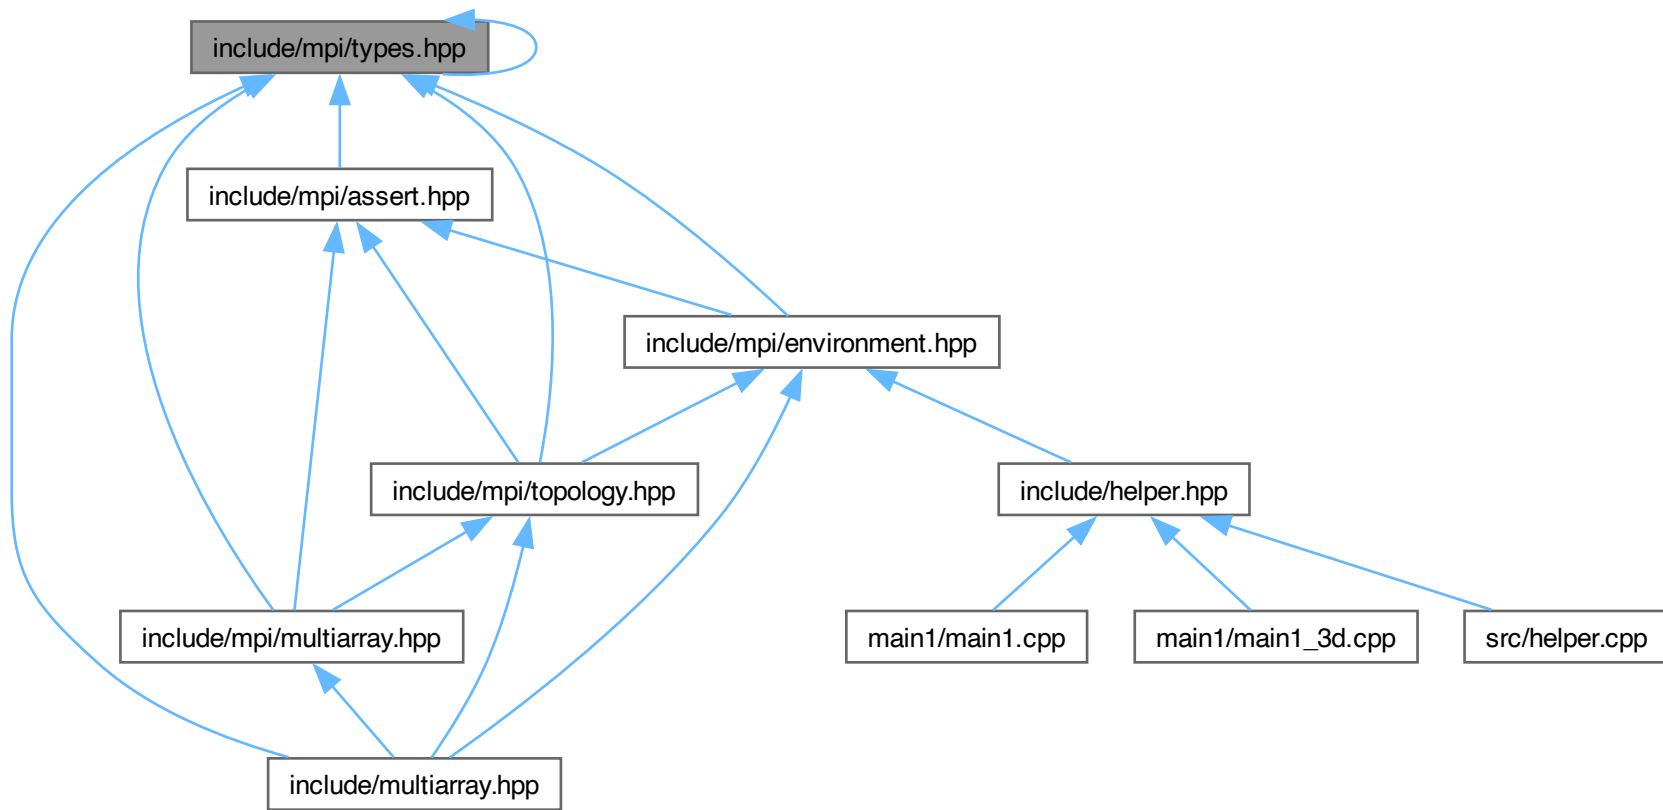 include/mpi/types.hpp
include/mpi/assert.hpp
include/mpi/environment.hpp
include/mpi/topology.hpp
include/helper.hpp
include/mpi/multiarray.hpp
main1/main1.cpp
main1/main1_3d.cpp
src/helper.cpp
include/multiarray.hpp